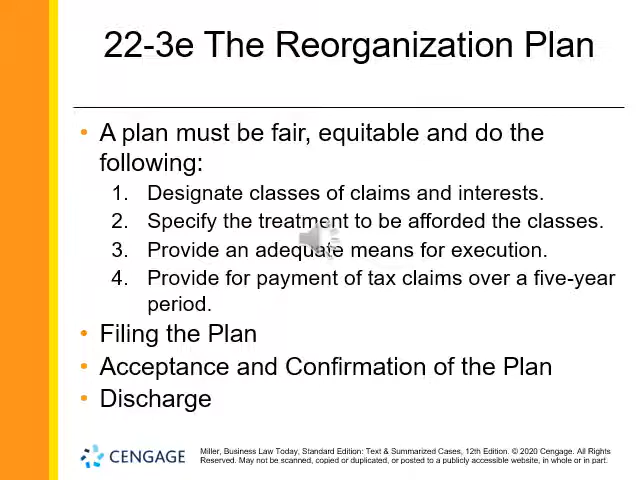 22-3e The Reorganization Plan
• A plan must be fair, equitable and do the
following:
1. Designate classes of claims and interests.
2. Specify the treatment to be afforded the classes.
3. Provide an adequate means for execution.
4. Provide for payment of tax claims over a five-year
period.
• Filing the Plan
• Acceptance and Confirmation of the Plan
• Discharge
CENGAGE
Miller, Business Law Today, Standard Edition: Text & Summarized Cases, 12th Edition. © 2020 Cengage. All Rights
Reserved. May not be scanned, copied or duplicated, or posted to a publicly accessible website, in whole or in part.